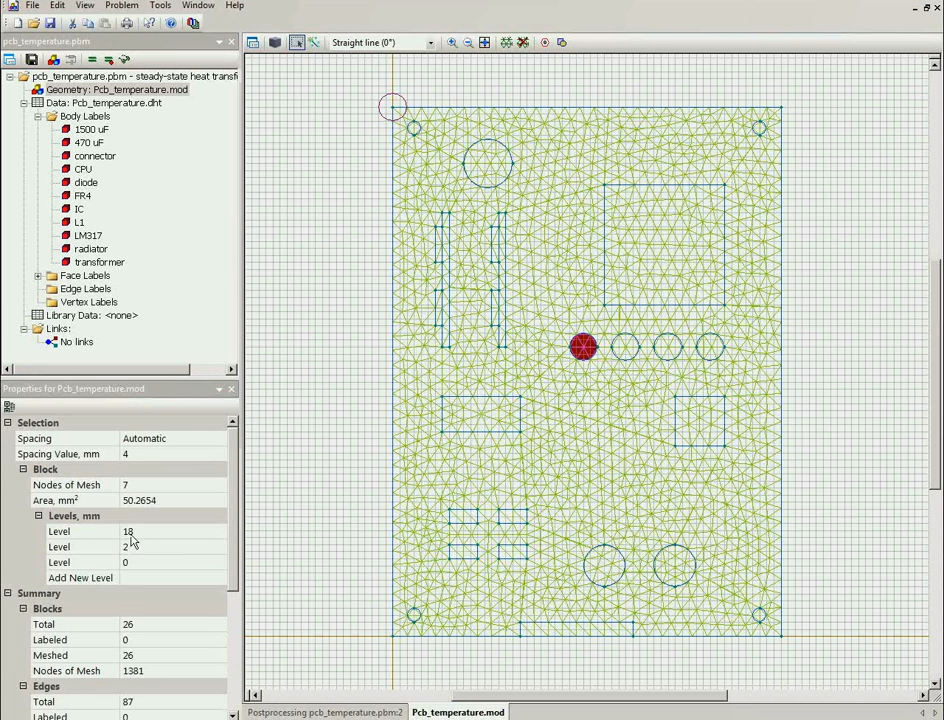 File Edit View Problem Tools Window Help
Straight line (0°)
pcb_temperature.pbm
pcb_temperature.pbm - steady-state heat transf
Geometry: Pcb_temperature.mod
Data: Pcb_temperature.dht
Body Labels
1500 uF
470 uF
connector
CPU
diode
FR4
IC
L1
LM317
radiator
transformer
Face Labels
Edge Labels
Vertex Labels
Library Data: <none>
Links:
No links
Properties for Pcb_temperature.mod
Selection
Spacing Automatic
Spacing Value, mm 4
Block
Nodes of Mesh 7
Area, mm² 50.2654
Levels, mm
Level 18
Level 2
Level 0
Add New Level
Summary
Blocks
Total 26
Labeled 0
Meshed 26
Nodes of Mesh 1381
Edges
Total 87
Labeled 0
Postprocessing pcb_temperature.pbm:2 Pcb_temperature.mod